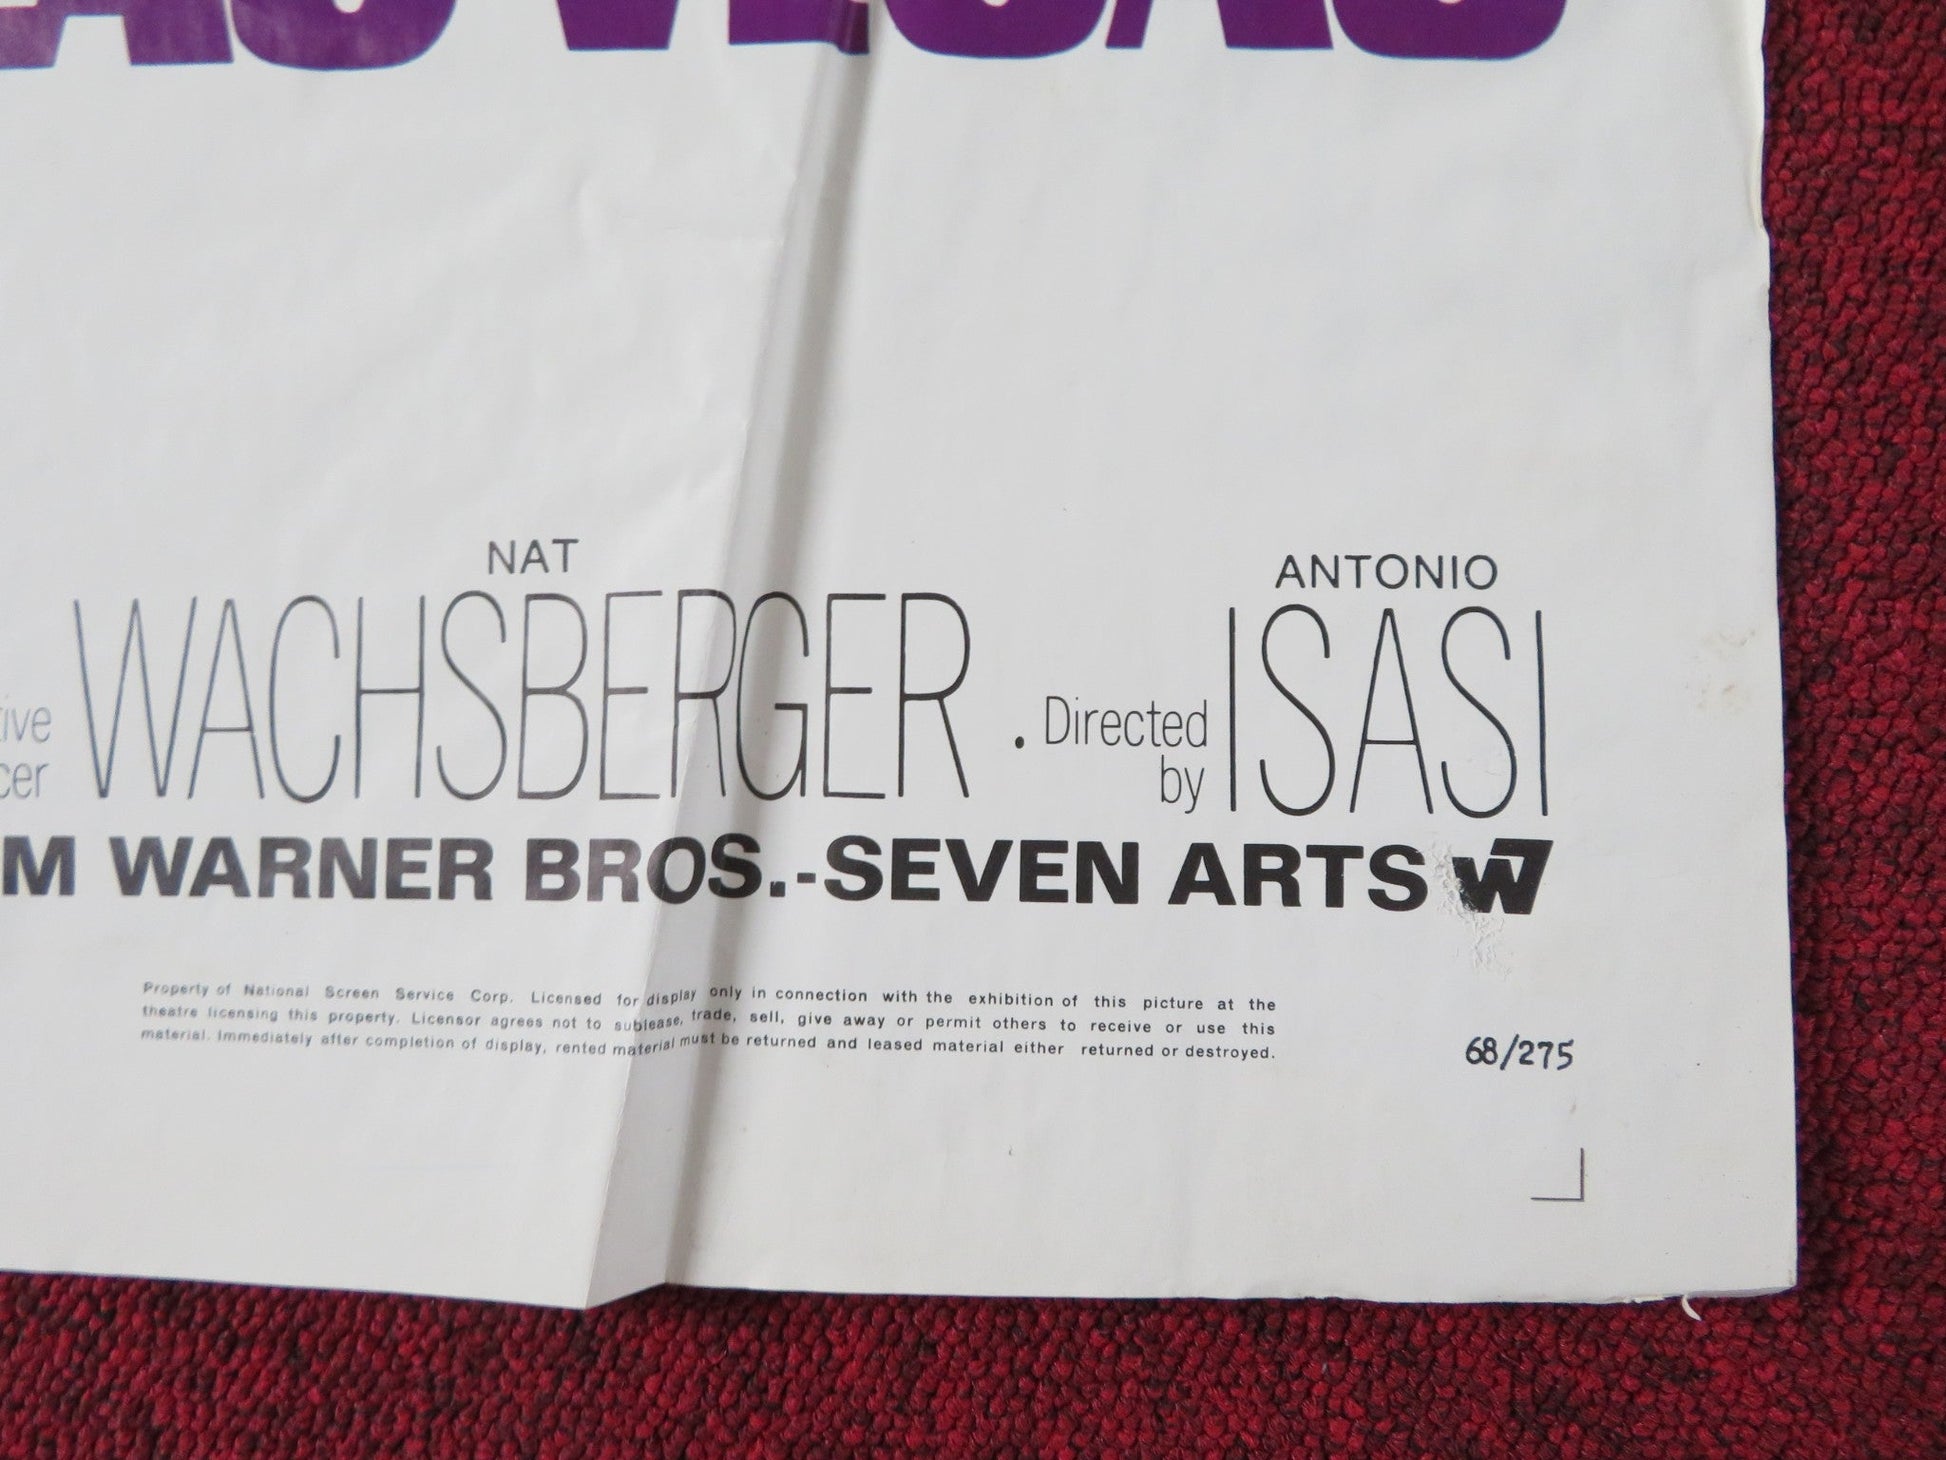 AS VEGAS
NAT
WACHSBERGER . Directed by
ANTONIO
ISASI
WARNER BROS.-SEVEN ARTS W7
Property of National Screen Service Corp. Licensed for display only in connection with the exhibition of this picture at the
theatre licensing this property. Licensor agrees not to sublease, trade, sell, give away or permit others to receive or use this
material. Immediately after completion of display, rented material must be returned and leased material either returned or destroyed.
68/275